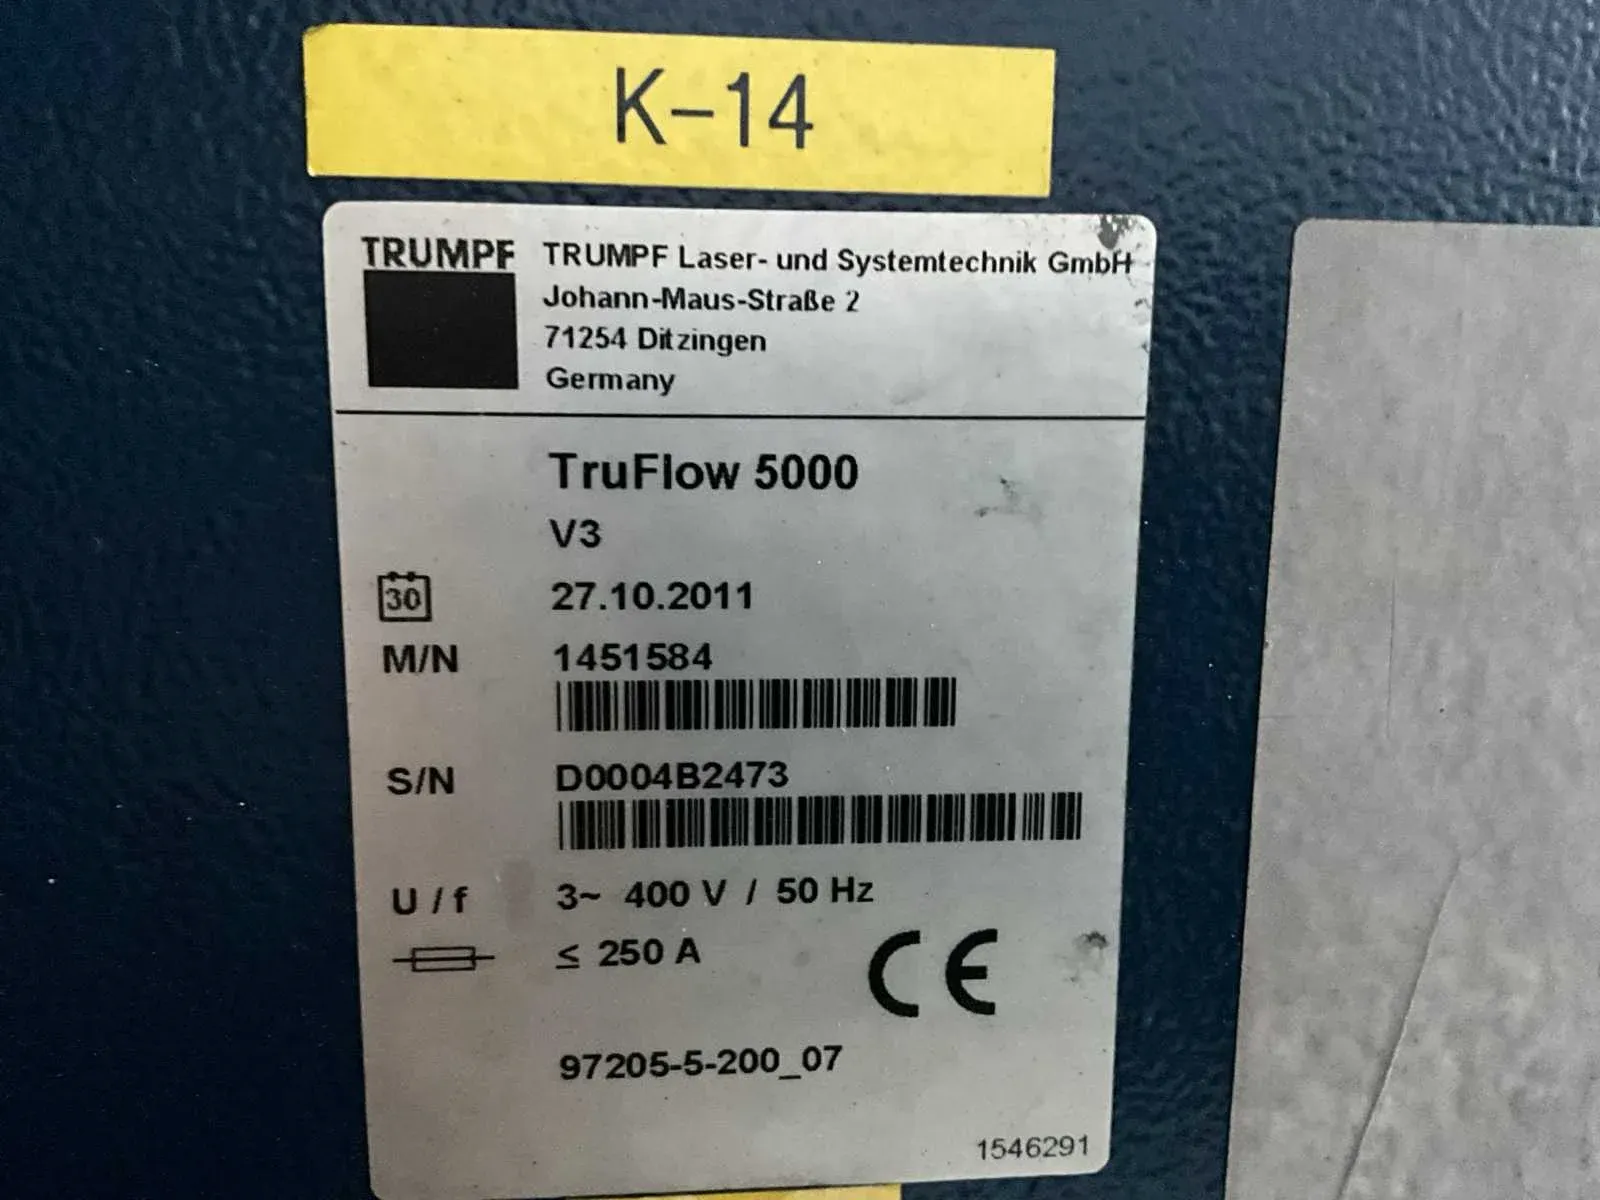 K-14
TRUMPF
TRUMPF Laser- und Systemtechnik GmbH
Johann-Maus-Straße 2
71254 Ditzingen
Germany
TruFlow 5000
V3
30 27.10.2011
M/N 1451584
S/N D0004B2473
U / f 3~ 400 V / 50 Hz
≤ 250 A
CE
97205-5-200_07
1546291